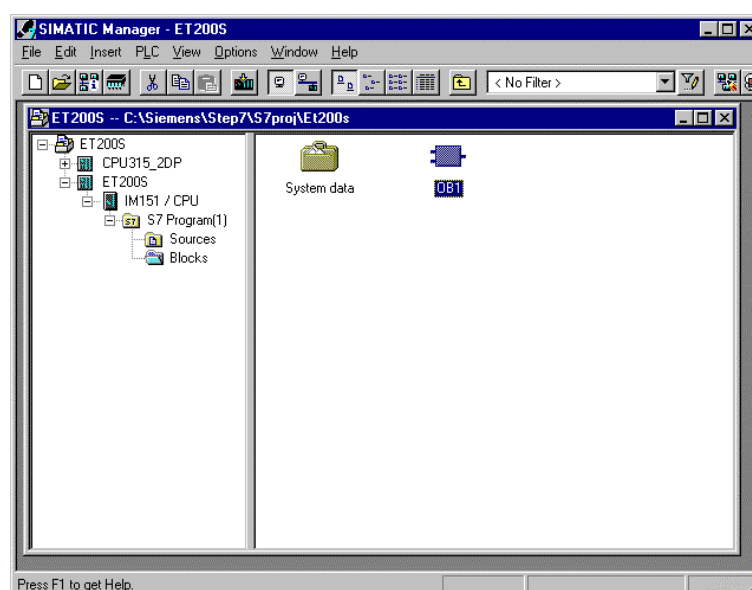 SIMATIC Manager - ET200S
File Edit Insert PLC View Options Window Help
< No Filter >
ET200S -- C:\Siemens\Step7\S7proj\Et200s
ET200S
CPU315_2DP
ET200S
IM151 / CPU
S7 Program(1)
Sources
Blocks
System data
OB1
Press F1 to get Help.